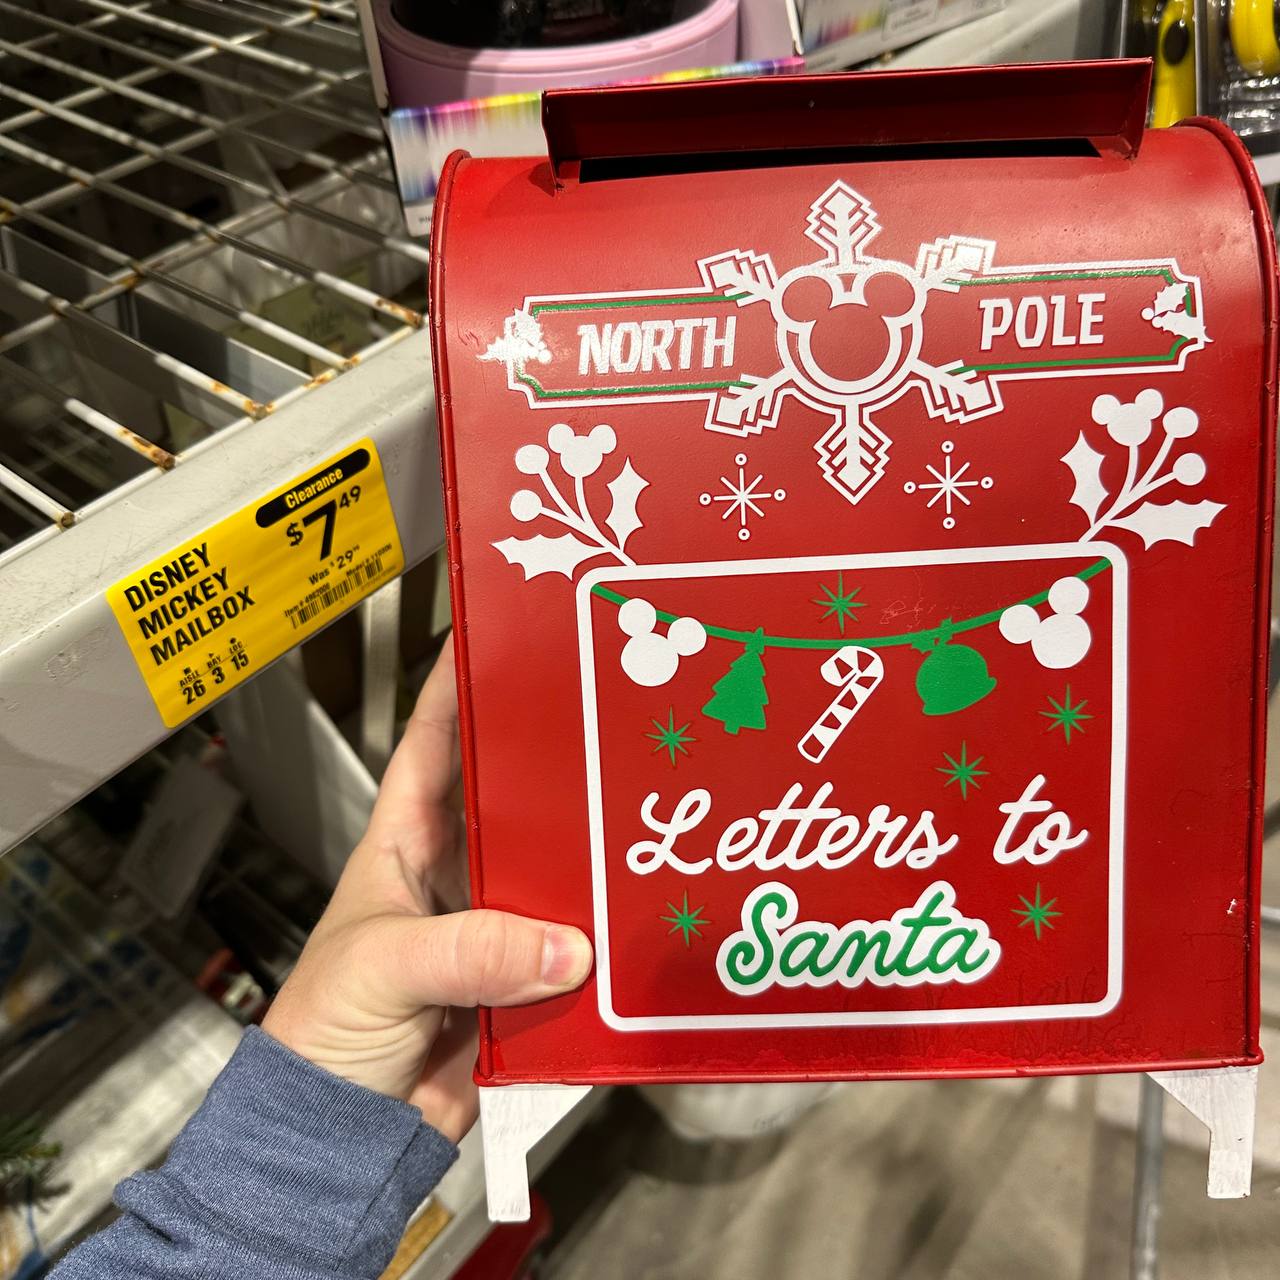 NORTH POLE
Letters to
Santa
Clearance
$7 49
Was $29
DISNEY
MICKEY
MAILBOX
AISLE BAY LOC
26 3 15